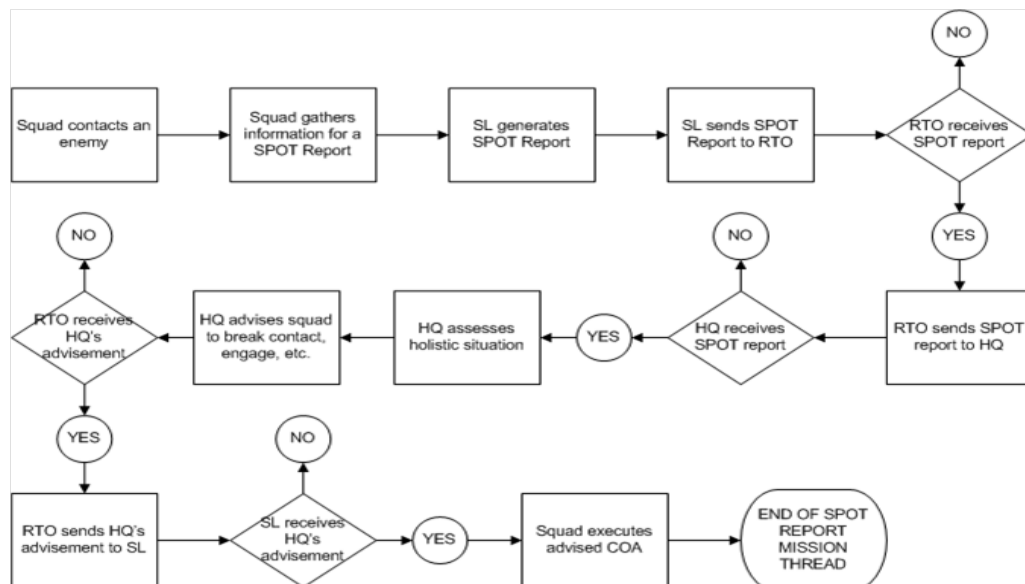 NO
Squad contacts an
enemy
Squad gathers
information for a
SPOT Report
SL generates
SPOT Report
SL sends SPOT
Report to RTO
RTO receives
SPOT report
YES
NO
NO
RTO receives
HQ's
advisement
HQ advises squad
to break contact,
engage, etc.
HQ assesses
holistic situation
YES
HQ receives
SPOT report
RTO sends SPOT
report to HQ
YES
NO
RTO sends HQ's
advisement to SL
SL receives
HQ's
advisement
YES
Squad executes
advised COA
END OF SPOT
REPORT
MISSION
THREAD